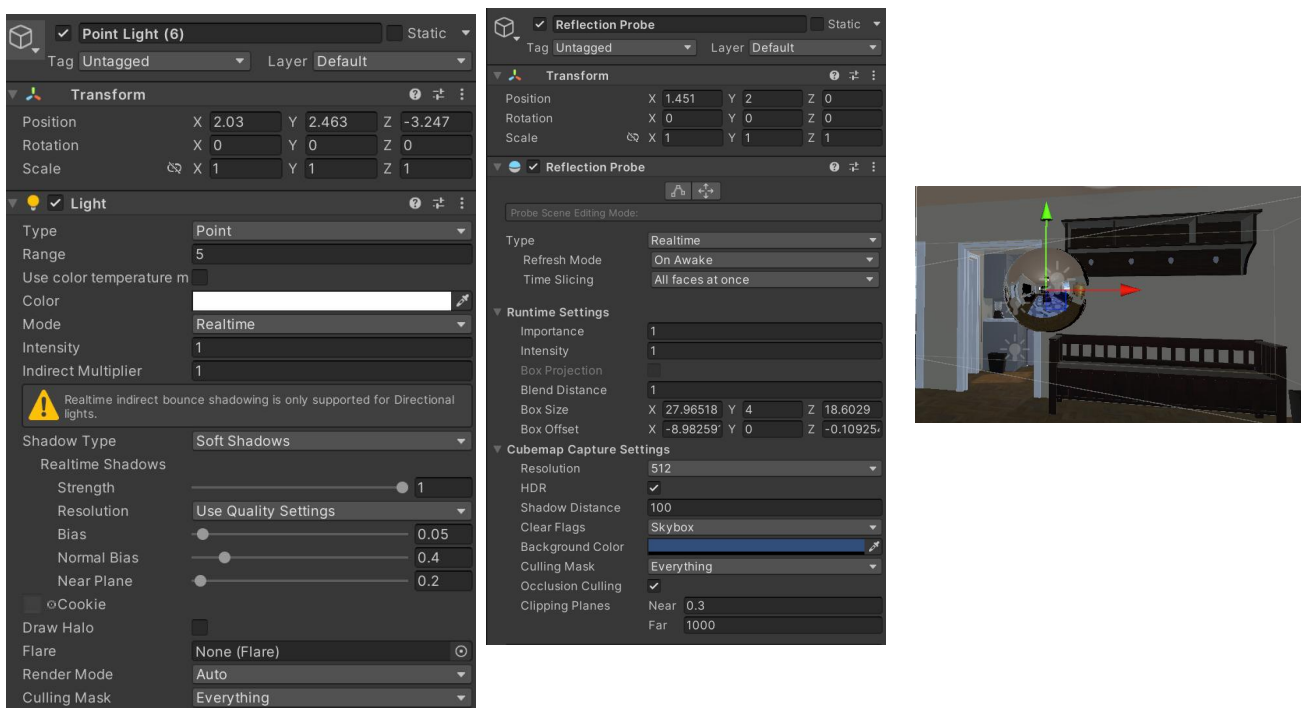 Point Light (6) Static
Tag Untagged Layer Default
Transform
Position X 2.03 Y 2.463 Z -3.247
Rotation X 0 Y 0 Z 0
Scale X 1 Y 1 Z 1
Light
Type Point
Range 5
Use color temperature m
Color
Mode Realtime
Intensity 1
Indirect Multiplier 1
Realtime indirect bounce shadowing is only supported for Directional
lights.
Shadow Type Soft Shadows
Realtime Shadows
Strength 1
Resolution Use Quality Settings
Bias 0.05
Normal Bias 0.4
Near Plane 0.2
Cookie
Draw Halo
Flare None (Flare)
Render Mode Auto
Culling Mask Everything
Reflection Probe Static
Tag Untagged Layer Default
Transform
Position X 1.451 Y 2 Z 0
Rotation X 0 Y 0 Z 0
Scale X 1 Y 1 Z 1
Reflection Probe
Probe Scene Editing Mode:
Type Realtime
Refresh Mode On Awake
Time Slicing All faces at once
Runtime Settings
Importance 1
Intensity 1
Box Projection
Blend Distance 1
Box Size X 27.96518 Y 4 Z 18.6029
Box Offset X -8.98259 Y 0 Z -0.10925
Cubemap Capture Settings
Resolution 512
HDR
Shadow Distance 100
Clear Flags Skybox
Background Color
Culling Mask Everything
Occlusion Culling
Clipping Planes Near 0.3
Far 1000